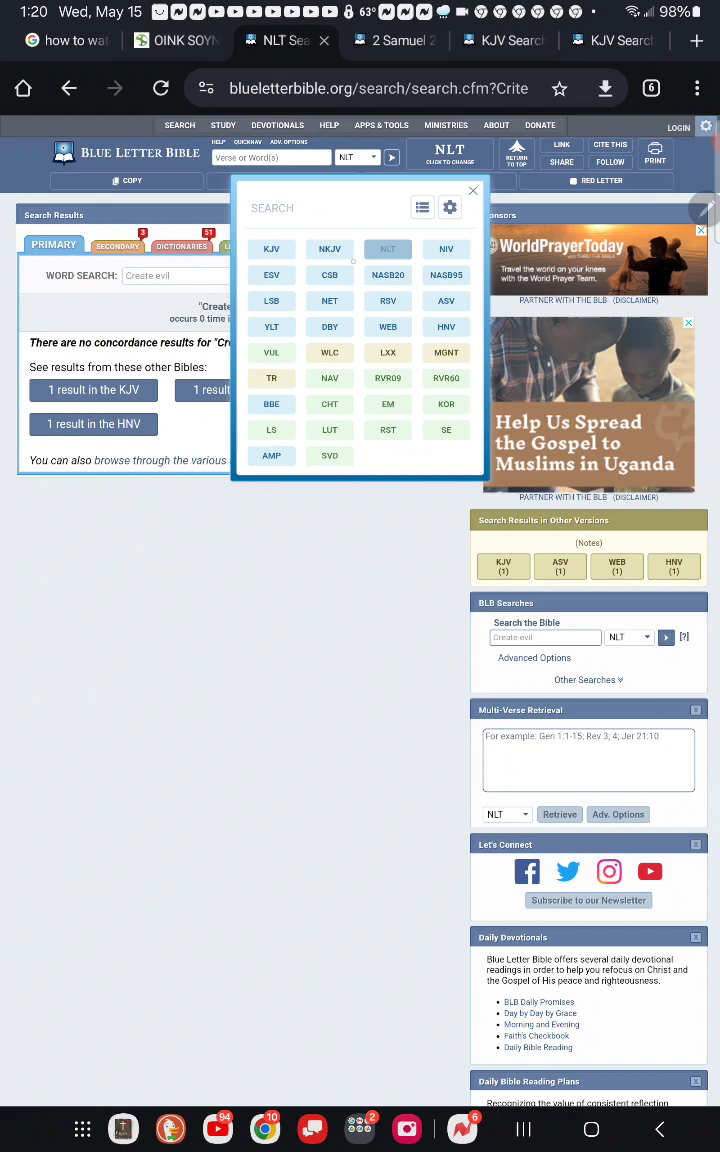 1:20 Wed, May 15 63° 98%
how to wat OINK SOYN NLT Sea 2 Samuel 2 KJV Search KJV Searc
blueletterbible.org/search/search.cfm?Crite 6
SEARCH STUDY DEVOTIONALS HELP APPS & TOOLS MINISTRIES ABOUT DONATE LOGIN
BLUE LETTER BIBLE
HELP QUICKNAV ADV. OPTIONS
Verse or Word(s) NLT
NLT
CLICK TO CHANGE
RETURN
TO TOP
LINK CITE THIS
SHARE FOLLOW
PRINT
COPY RED LETTER
Search Results
PRIMARY SECONDARY 3 DICTIONARIES 51 LE
WORD SEARCH: Create evil
"Create
occurs 0 time i
There are no concordance results for "Cr
See results from these other Bibles:
1 result in the KJV 1 result
1 result in the HNV
You can also browse through the various
SEARCH
KJV NKJV NLT NIV
ESV CSB NASB20 NASB95
LSB NET RSV ASV
YLT DBY WEB HNV
VUL WLC LXX MGNT
TR NAV RVR09 RVR60
BBE CHT EM KOR
LS LUT RST SE
AMP SVD
ponsors
WorldPrayerToday
Travel the world on your knees
with the World Prayer Team.
PARTNER WITH THE BLB (DISCLAIMER)
Help Us Spread
the Gospel to
Muslims in Uganda
PARTNER WITH THE BLB (DISCLAIMER)
Search Results in Other Versions
(Notes)
KJV
(1)
ASV
(1)
WEB
(1)
HNV
(1)
BLB Searches
Search the Bible
Create evil NLT [?]
Advanced Options
Other Searches
Multi-Verse Retrieval X
For example: Gen 1:1-15; Rev 3; 4; Jer 21:10
NLT Retrieve Adv. Options
Let's Connect X
Subscribe to our Newsletter
Daily Devotionals X
Blue Letter Bible offers several daily devotional
readings in order to help you refocus on Christ and
the Gospel of His peace and righteousness.
• BLB Daily Promises
• Day by Day by Grace
• Morning and Evening
• Faith's Checkbook
• Daily Bible Reading
Daily Bible Reading Plans X
Recognizing the value of consistent reflection
94 10 2 6